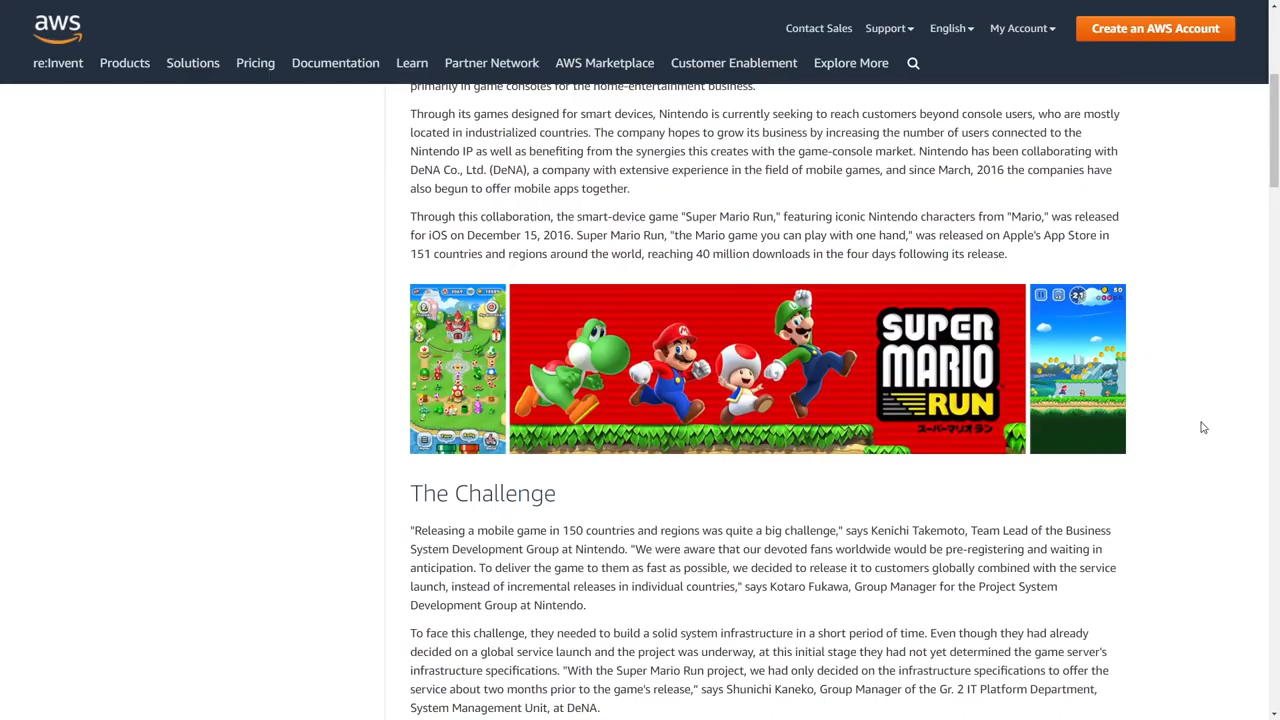 aws
Contact Sales Support English My Account Create an AWS Account
re:Invent Products Solutions Pricing Documentation Learn Partner Network AWS Marketplace Customer Enablement Explore More
primarily in game consoles for the home-entertainment business.
Through its games designed for smart devices, Nintendo is currently seeking to reach customers beyond console users, who are mostly
located in industrialized countries. The company hopes to grow its business by increasing the number of users connected to the
Nintendo IP as well as benefiting from the synergies this creates with the game-console market. Nintendo has been collaborating with
DeNA Co., Ltd. (DeNA), a company with extensive experience in the field of mobile games, and since March, 2016 the companies have
also begun to offer mobile apps together.
Through this collaboration, the smart-device game "Super Mario Run," featuring iconic Nintendo characters from "Mario," was released
for iOS on December 15, 2016. Super Mario Run, "the Mario game you can play with one hand," was released on Apple's App Store in
151 countries and regions around the world, reaching 40 million downloads in the four days following its release.
SUPER
MARIO
RUN
スーパーマリオ ラン
The Challenge
"Releasing a mobile game in 150 countries and regions was quite a big challenge," says Kenichi Takemoto, Team Lead of the Business
System Development Group at Nintendo. "We were aware that our devoted fans worldwide would be pre-registering and waiting in
anticipation. To deliver the game to them as fast as possible, we decided to release it to customers globally combined with the service
launch, instead of incremental releases in individual countries," says Kotaro Fukawa, Group Manager for the Project System
Development Group at Nintendo.
To face this challenge, they needed to build a solid system infrastructure in a short period of time. Even though they had already
decided on a global service launch and the project was underway, at this initial stage they had not yet determined the game server's
infrastructure specifications. "With the Super Mario Run project, we had only decided on the infrastructure specifications to offer the
service about two months prior to the game's release," says Shunichi Kaneko, Group Manager of the Gr. 2 IT Platform Department,
System Management Unit, at DeNA.